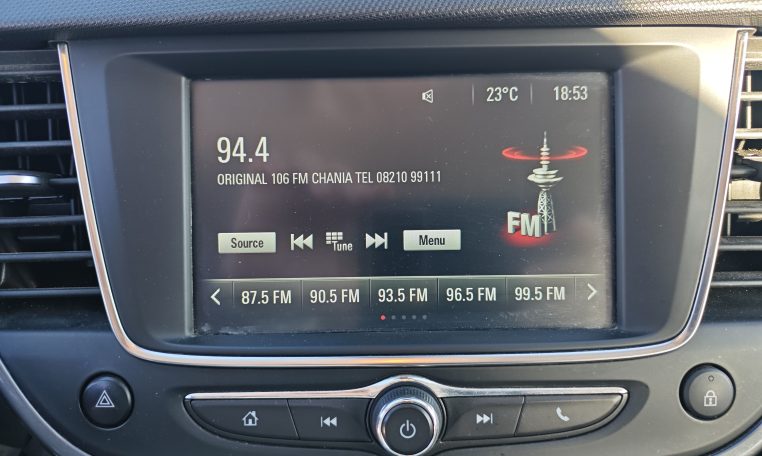 23°C 18:53
94.4
ORIGINAL 106 FM CHANIA TEL 08210 99111
FM
Source Tune Menu
87.5 FM 90.5 FM 93.5 FM 96.5 FM 99.5 FM